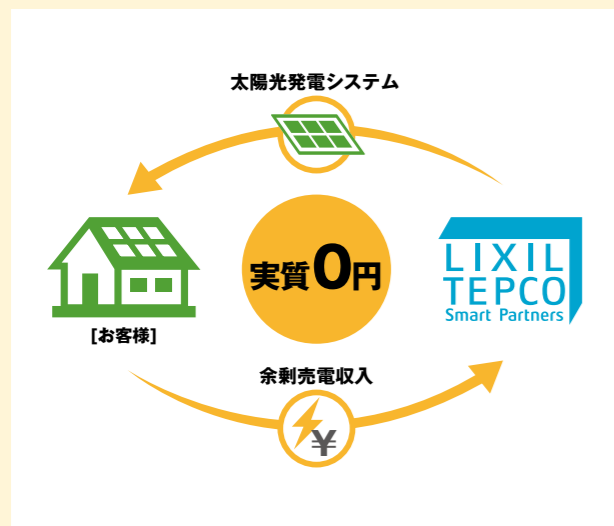 太陽光発電システム
実質0円
LIXIL
TEPCO
Smart Partners
[お客様]
余剰売電収入
¥